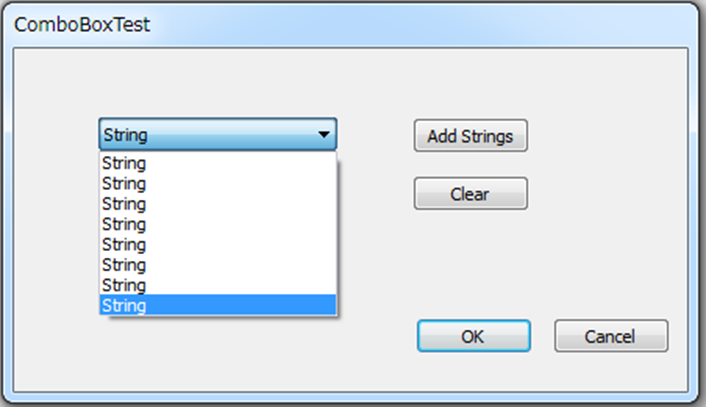 ComboBoxTest
String
Add Strings
String
String
String
Clear
String
String
String
String
String
OK
Cancel